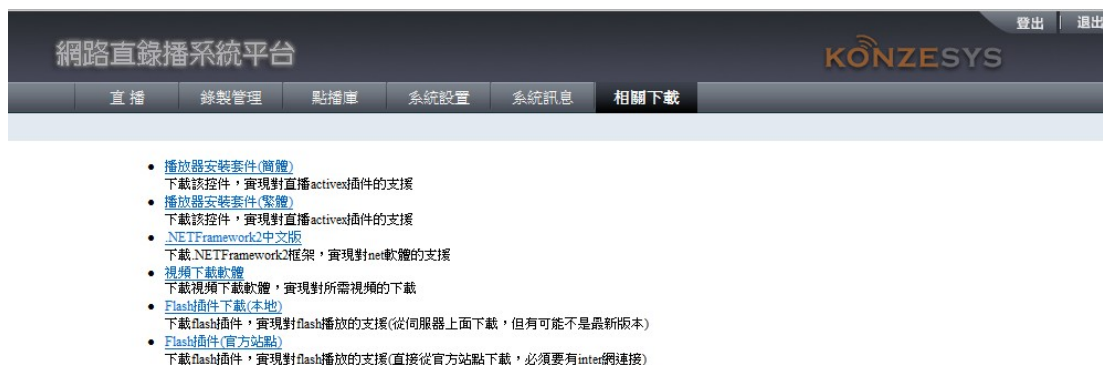 登出 退出
網路直錄播系統平台
KONZESYS
直播 錄製管理 點播庫 系統設置 系統訊息 相關下載
播放器安裝套件(簡體)
下載該控件，實現對直播activex插件的支援
播放器安裝套件(繁體)
下載該控件，實現對直播activex插件的支援
.NETFramework2中文版
下載.NETFramework2框架，實現對net軟體的支援
視頻下載軟體
下載視頻下載軟體，實現對所需視頻的下載
Flash插件下載(本地)
下載flash插件，實現對flash播放的支援(從伺服器上面下載，但有可能不是最新版本)
Flash插件(官方站點)
下載flash插件，實現對flash播放的支援(直接從官方站點下載，必須要有inter網連接)